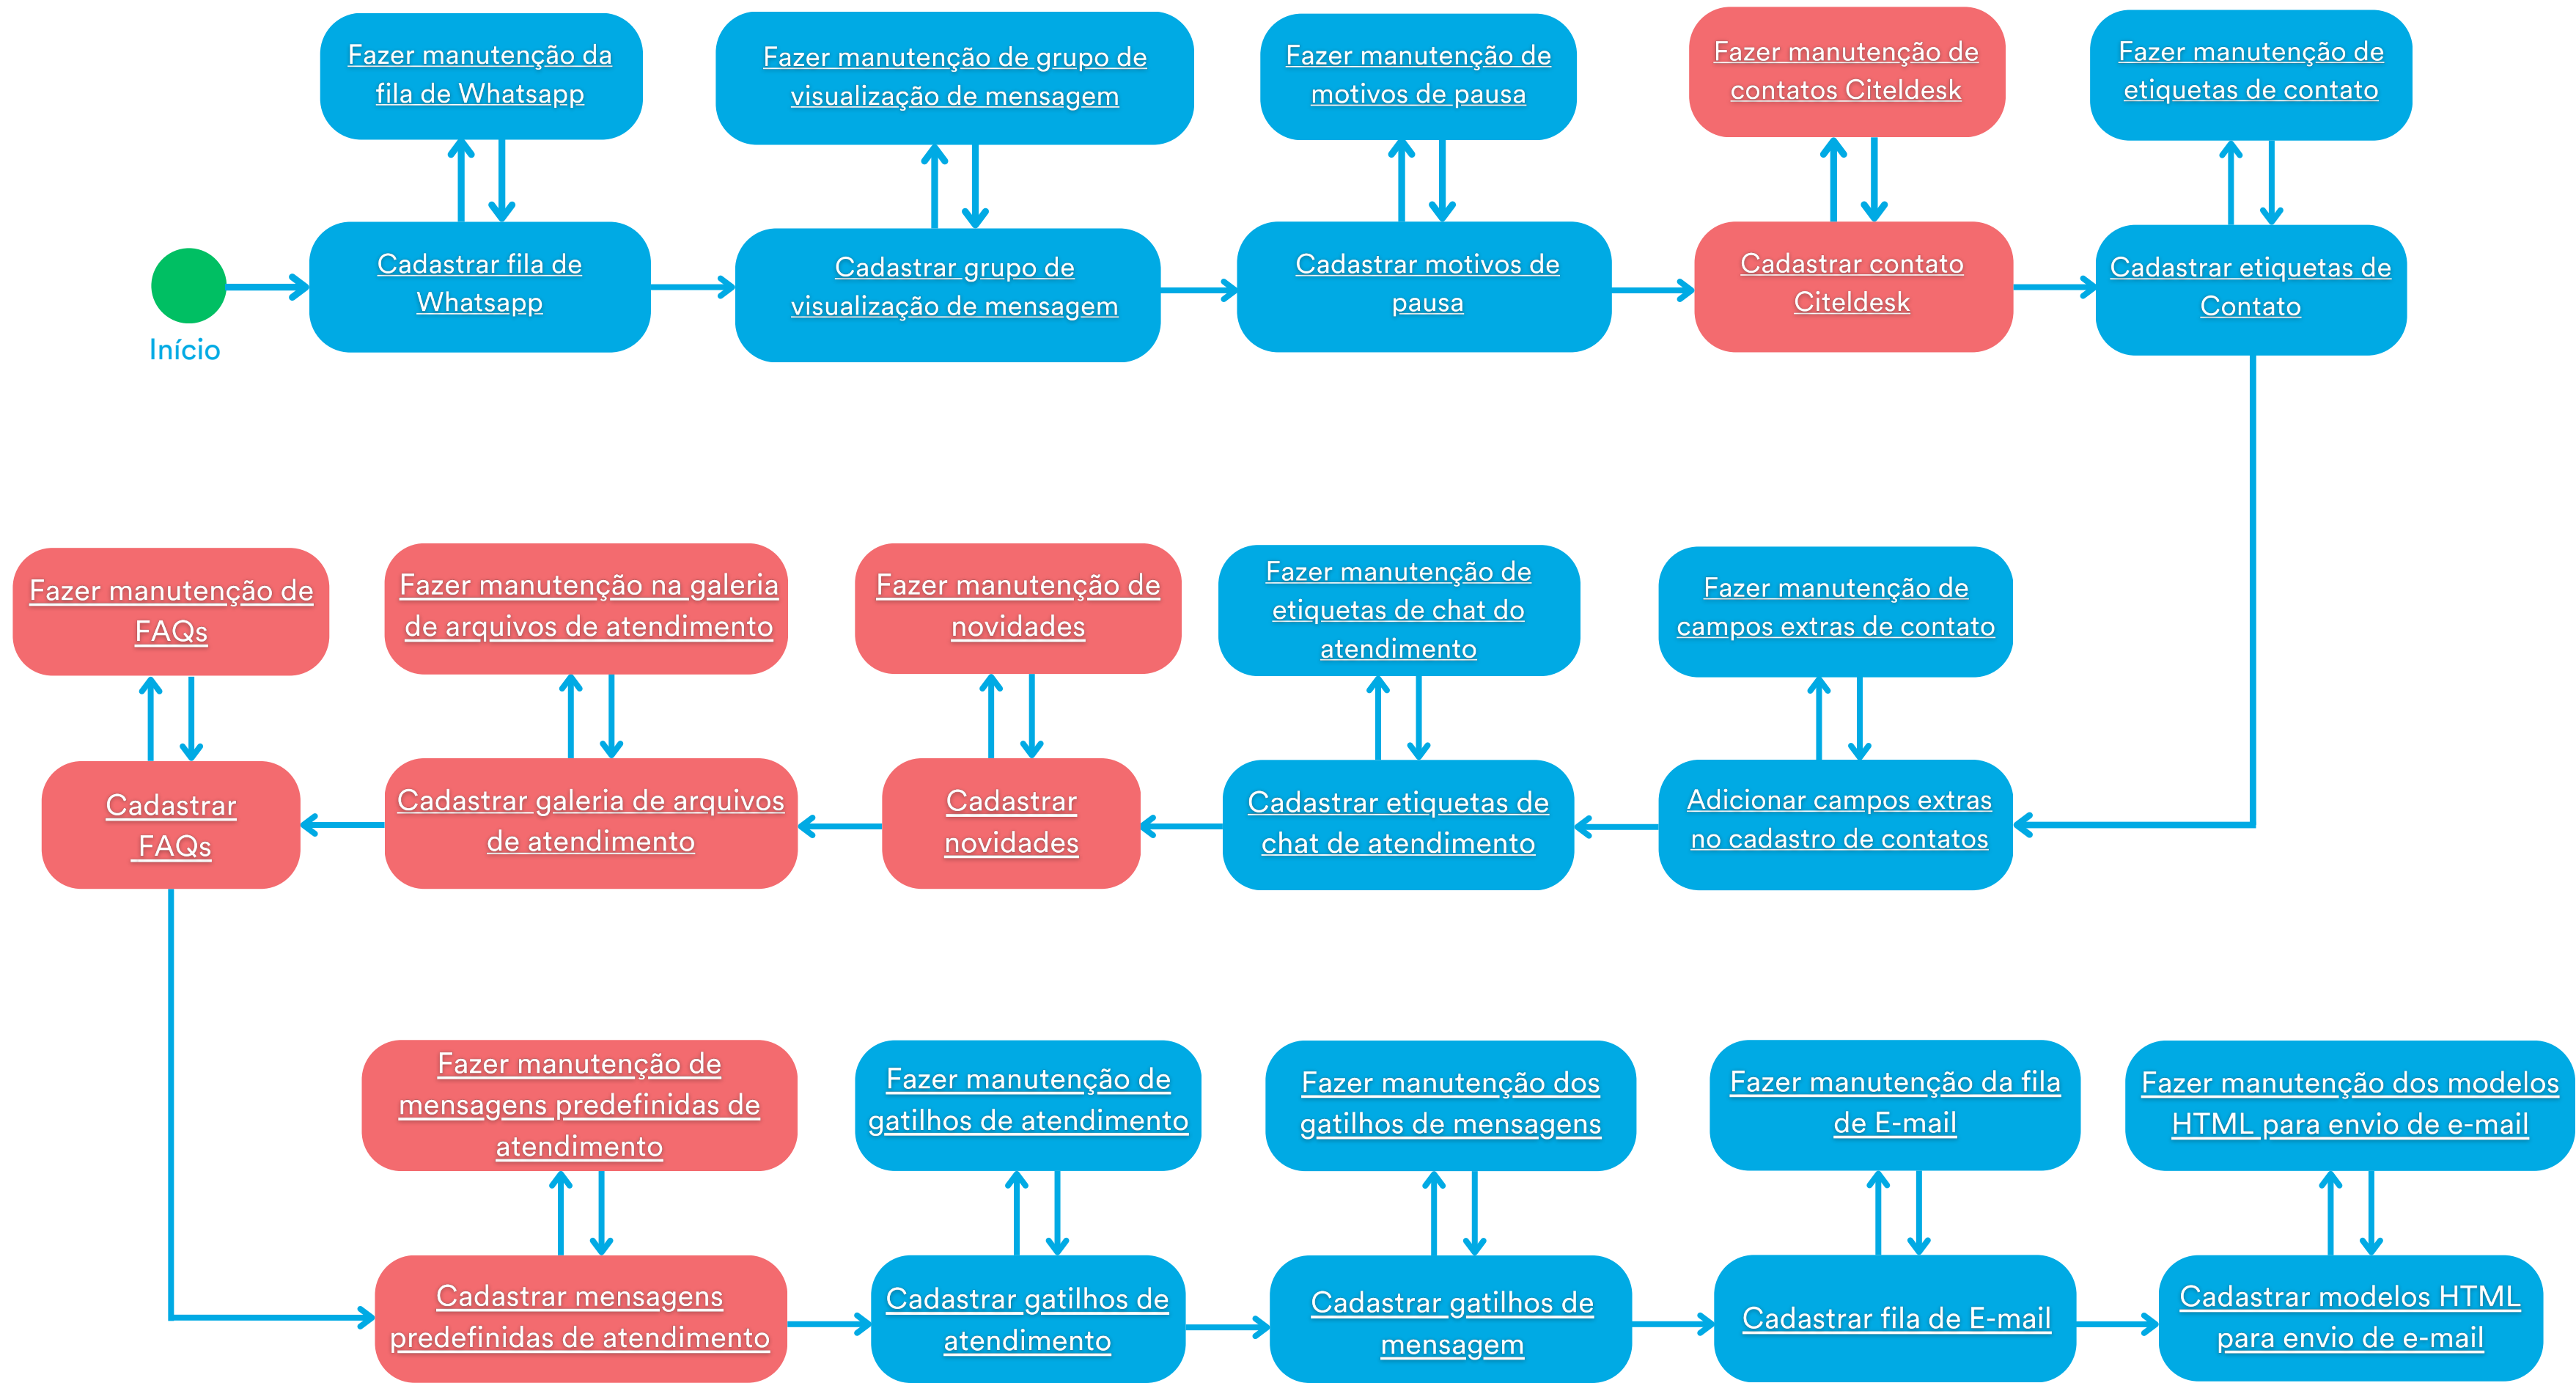 Fazer manutenção da
fila de Whatsapp
Fazer manutenção de grupo de
visualização de mensagem
Fazer manutenção de
motivos de pausa
Fazer manutenção de
contatos Citeldesk
Fazer manutenção de
etiquetas de contato
Início
Cadastrar fila de
Whatsapp
Cadastrar grupo de
visualização de mensagem
Cadastrar motivos de
pausa
Cadastrar contato
Citeldesk
Cadastrar etiquetas de
Contato
Fazer manutenção de
FAQs
Fazer manutenção na galeria
de arquivos de atendimento
Fazer manutenção de
novidades
Fazer manutenção de
etiquetas de chat do
atendimento
Fazer manutenção de
campos extras de contato
Cadastrar
FAQs
Cadastrar galeria de arquivos
de atendimento
Cadastrar
novidades
Cadastrar etiquetas de
chat de atendimento
Adicionar campos extras
no cadastro de contatos
Fazer manutenção de
mensagens predefinidas de
atendimento
Fazer manutenção de
gatilhos de atendimento
Fazer manutenção dos
gatilhos de mensagens
Fazer manutenção da fila
de E-mail
Fazer manutenção dos modelos
HTML para envio de e-mail
Cadastrar mensagens
predefinidas de atendimento
Cadastrar gatilhos de
atendimento
Cadastrar gatilhos de
mensagem
Cadastrar fila de E-mail
Cadastrar modelos HTML
para envio de e-mail